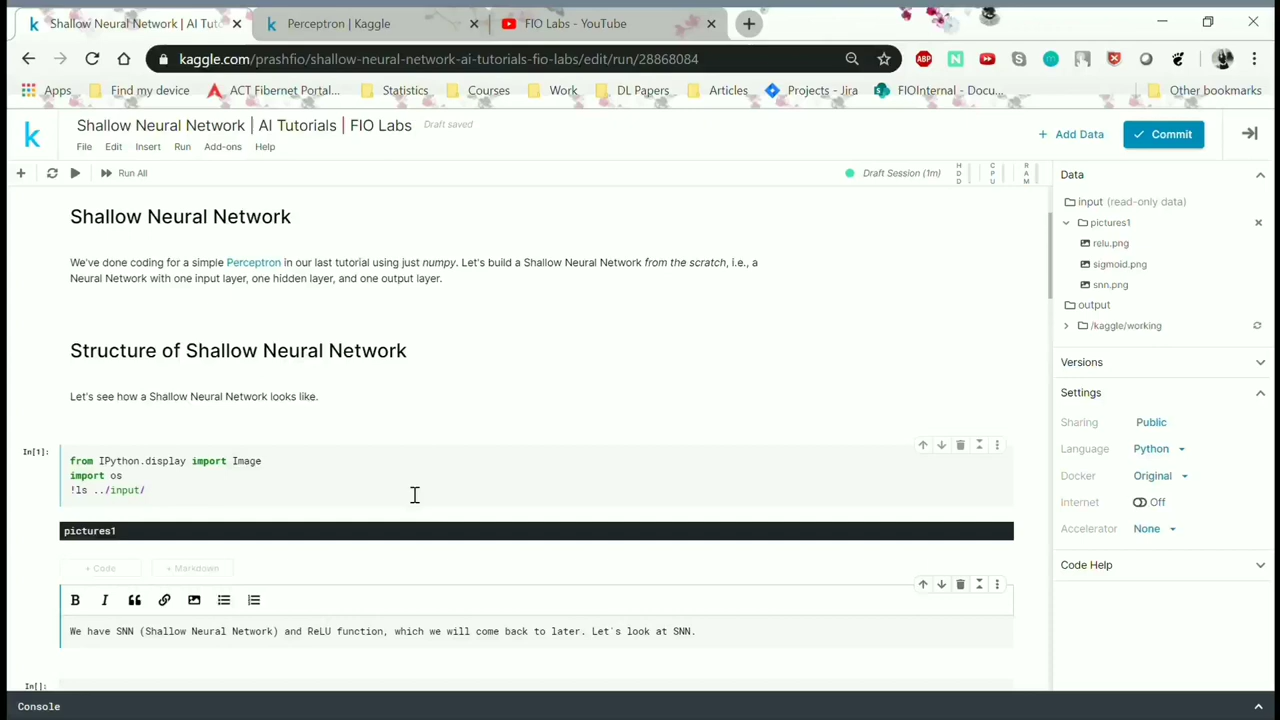 Shallow Neural Network | AI Tuto
Perceptron | Kaggle
FIO Labs - YouTube
kaggle.com/prashfio/shallow-neural-network-ai-tutorials-fio-labs/edit/run/28868084
ABP
N
Apps
Find my device
ACT Fibernet Portal...
Statistics
Courses
Work
DL Papers
Articles
Projects - Jira
FIOInternal - Docu...
Other bookmarks
k
Shallow Neural Network | AI Tutorials | FIO Labs
Draft saved
File Edit Insert Run Add-ons Help
+ Add Data
Commit
Run All
Draft Session (1m)
HDD
CPU
RAM
Shallow Neural Network
We've done coding for a simple Perceptron in our last tutorial using just numpy. Let's build a Shallow Neural Network from the scratch, i.e., a
Neural Network with one input layer, one hidden layer, and one output layer.
Structure of Shallow Neural Network
Let's see how a Shallow Neural Network looks like.
In[1]:
from IPython.display import Image
import os
!ls ../input/
pictures1
+ Code
+ Markdown
B I
We have SNN (Shallow Neural Network) and ReLU function, which we will come back to later. Let's look at SNN.
In[]:
Console
Data
input (read-only data)
pictures1
relu.png
sigmoid.png
snn.png
output
/kaggle/working
Versions
Settings
Sharing Public
Language Python
Docker Original
Internet Off
Accelerator None
Code Help